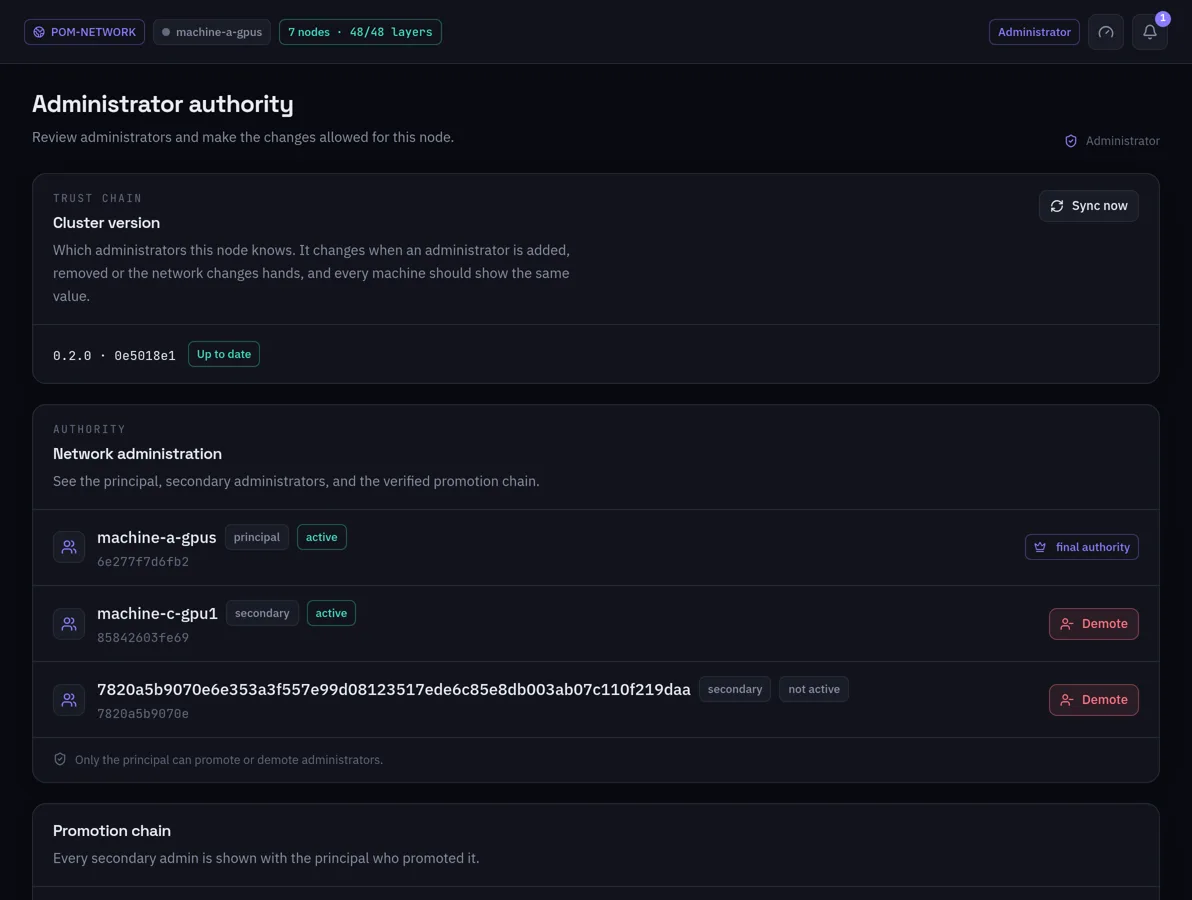 POM-NETWORK machine-a-gpus 7 nodes · 48/48 layers Administrator 1
Administrator authority
Review administrators and make the changes allowed for this node.
Administrator
TRUST CHAIN
Cluster version
Sync now
Which administrators this node knows. It changes when an administrator is added,
removed or the network changes hands, and every machine should show the same
value.
0.2.0 · 0e5018e1 Up to date
AUTHORITY
Network administration
See the principal, secondary administrators, and the verified promotion chain.
machine-a-gpus principal active
6e277f7d6fb2
final authority
machine-c-gpu1 secondary active
85842603fe69
Demote
7820a5b9070e6e353a3f557e99d08123517ede6c85e8db003ab07c110f219daa secondary not active
7820a5b9070e
Demote
Only the principal can promote or demote administrators.
Promotion chain
Every secondary admin is shown with the principal who promoted it.